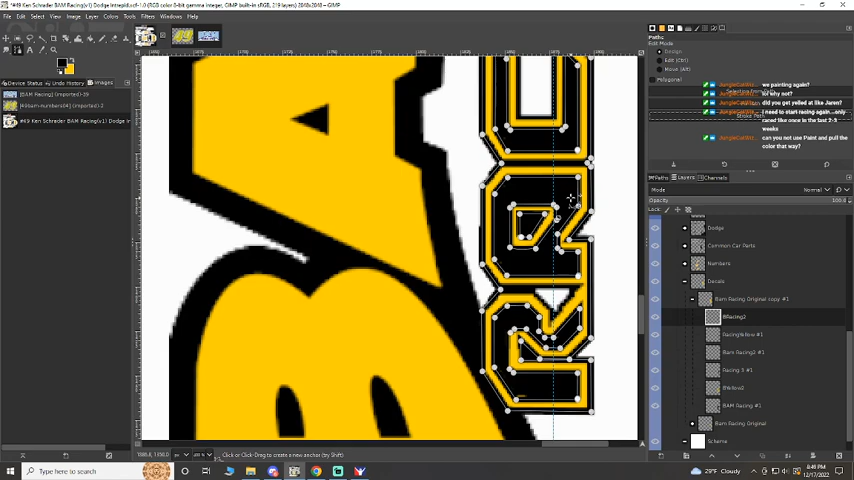 *#49 Ken Schrader BAM Racing(v1) Dodge Intrepid.xcf-1.0 (RGB color 8-bit gamma integer, GIMP built-in sRGB, 219 layers) 2048x2048 – GIMP
File Edit Select View Image Layer Colors Tools Filters Windows Help
Device Status Undo History Images
[BAM Racing] (imported)-39
#49 Ken Schrader BAM Racing(v1) Dodge Intr
Paths
Edit Mode
Design
Edit (Ctrl)
Move (Alt)
Polygonal
Stroke Path
we painting again?
lol why not?
did you get yelled at like Jaren?
I need to start racing again...only
raced like once in the last 2-3
weeks
can you not use Paint and pull the
color that way?
Paths Layers Channels
Mode Normal
Opacity 100.0
Lock:
Dodge
Common Car Parts
Numbers
Decals
Bam Racing Original copy #1
BRacing2
RacingYellow #1
Bam Racing2 #1
Racing 3 #1
BYellow2
BAM Racing #1
Bam Racing Original
Scheme
px
Click or Click-Drag to create a new anchor (try Shift)
Type here to search
29°F Cloudy
8:46 PM
12/17/2022